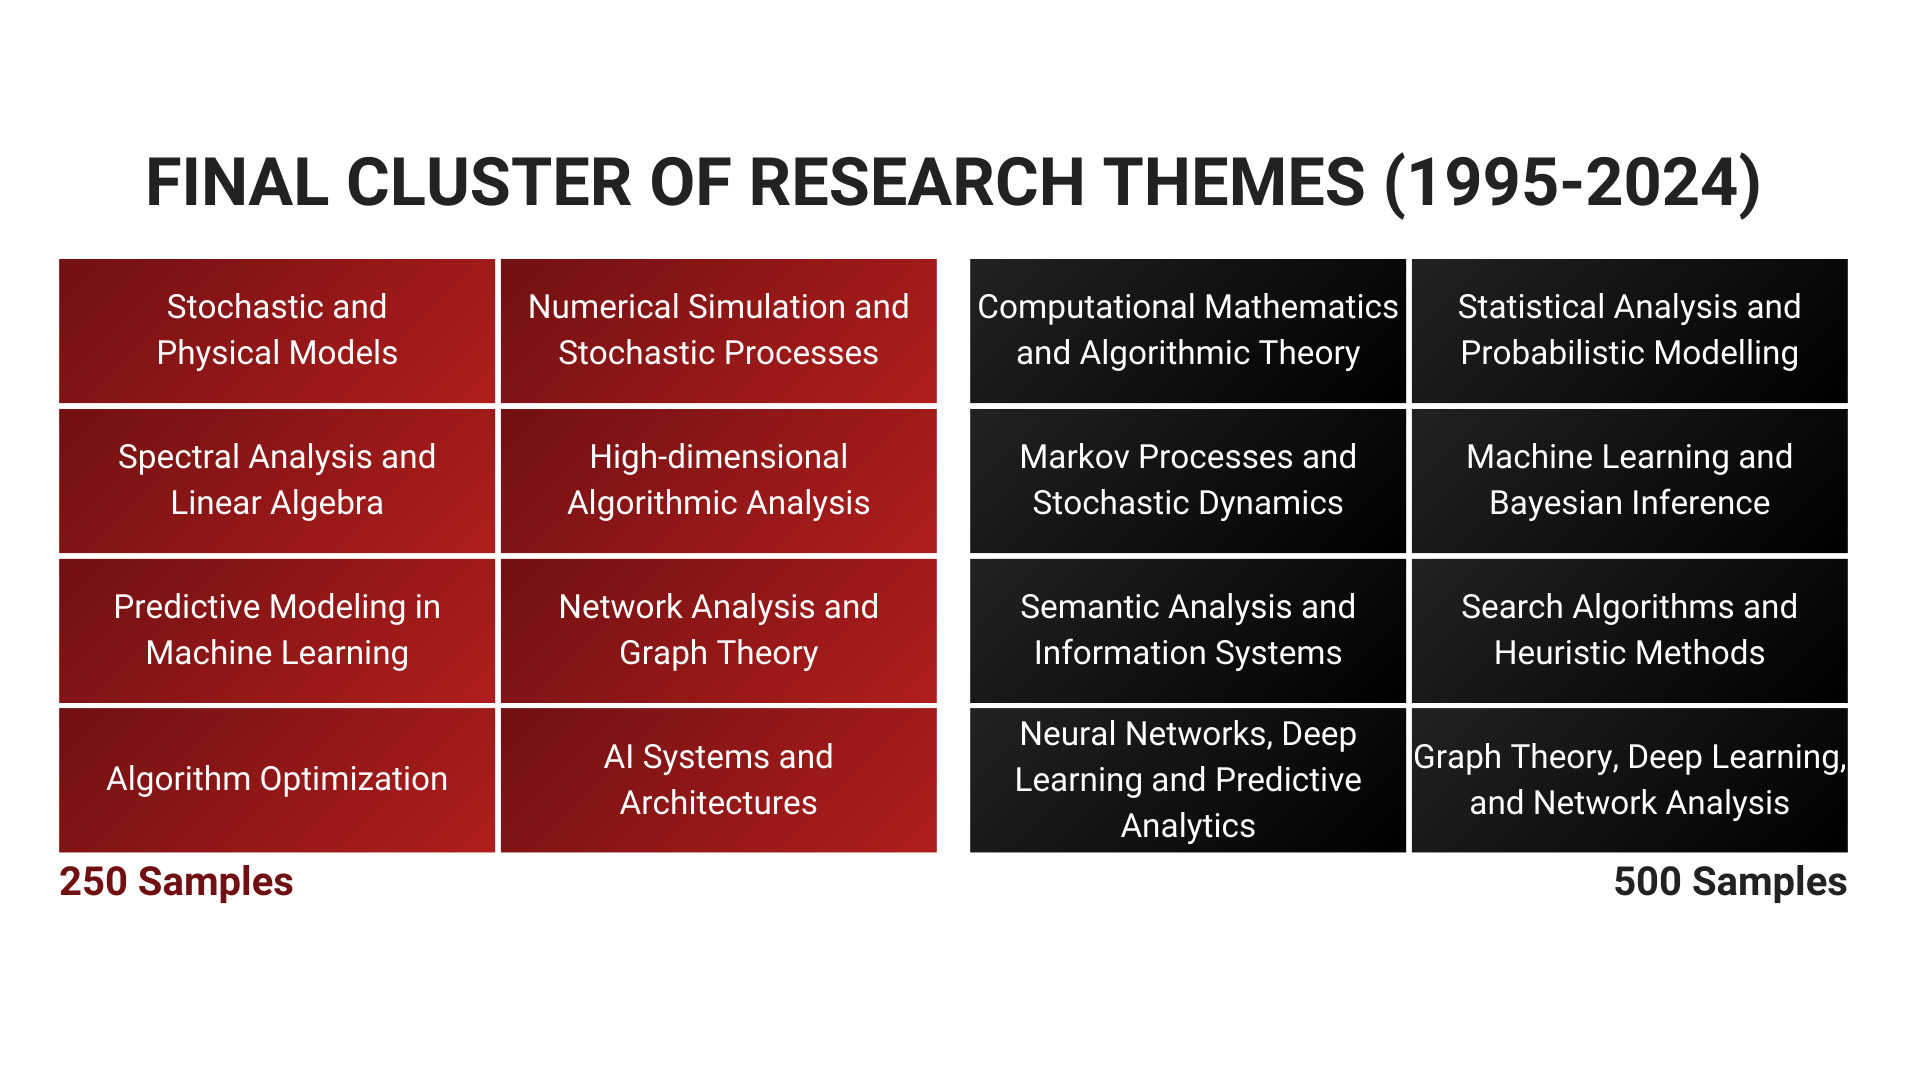 FINAL CLUSTER OF RESEARCH THEMES (1995-2024)
Stochastic and
Physical Models
Numerical Simulation and
Stochastic Processes
Computational Mathematics
and Algorithmic Theory
Statistical Analysis and
Probabilistic Modelling
Spectral Analysis and
Linear Algebra
High-dimensional
Algorithmic Analysis
Markov Processes and
Stochastic Dynamics
Machine Learning and
Bayesian Inference
Predictive Modeling in
Machine Learning
Network Analysis and
Graph Theory
Semantic Analysis and
Information Systems
Search Algorithms and
Heuristic Methods
Algorithm Optimization
AI Systems and
Architectures
Neural Networks, Deep
Learning and Predictive
Analytics
Graph Theory, Deep Learning,
and Network Analysis
250 Samples
500 Samples